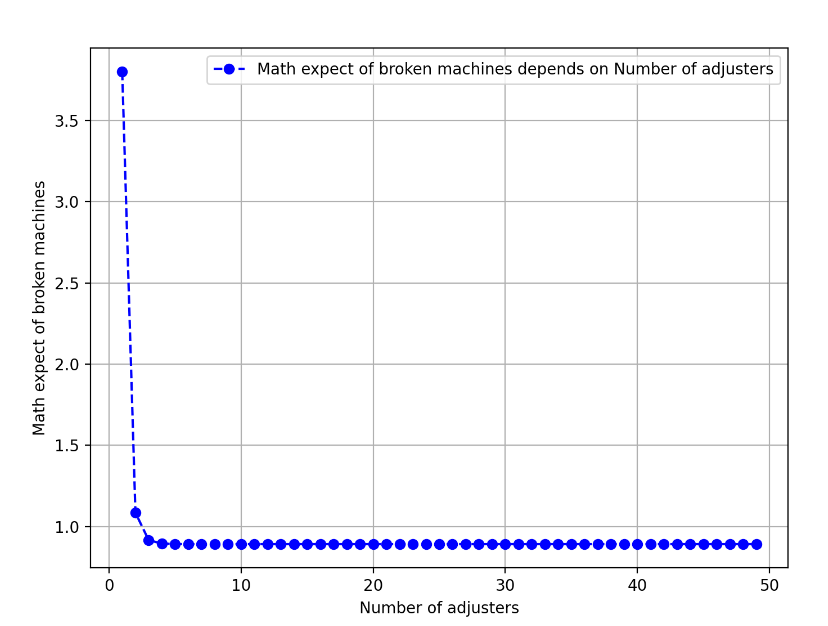 Math expect of broken machines depends on Number of adjusters
3.5
3.0
2.5
2.0
1.5
1.0
Math expect of broken machines
0 10 20 30 40 50
Number of adjusters